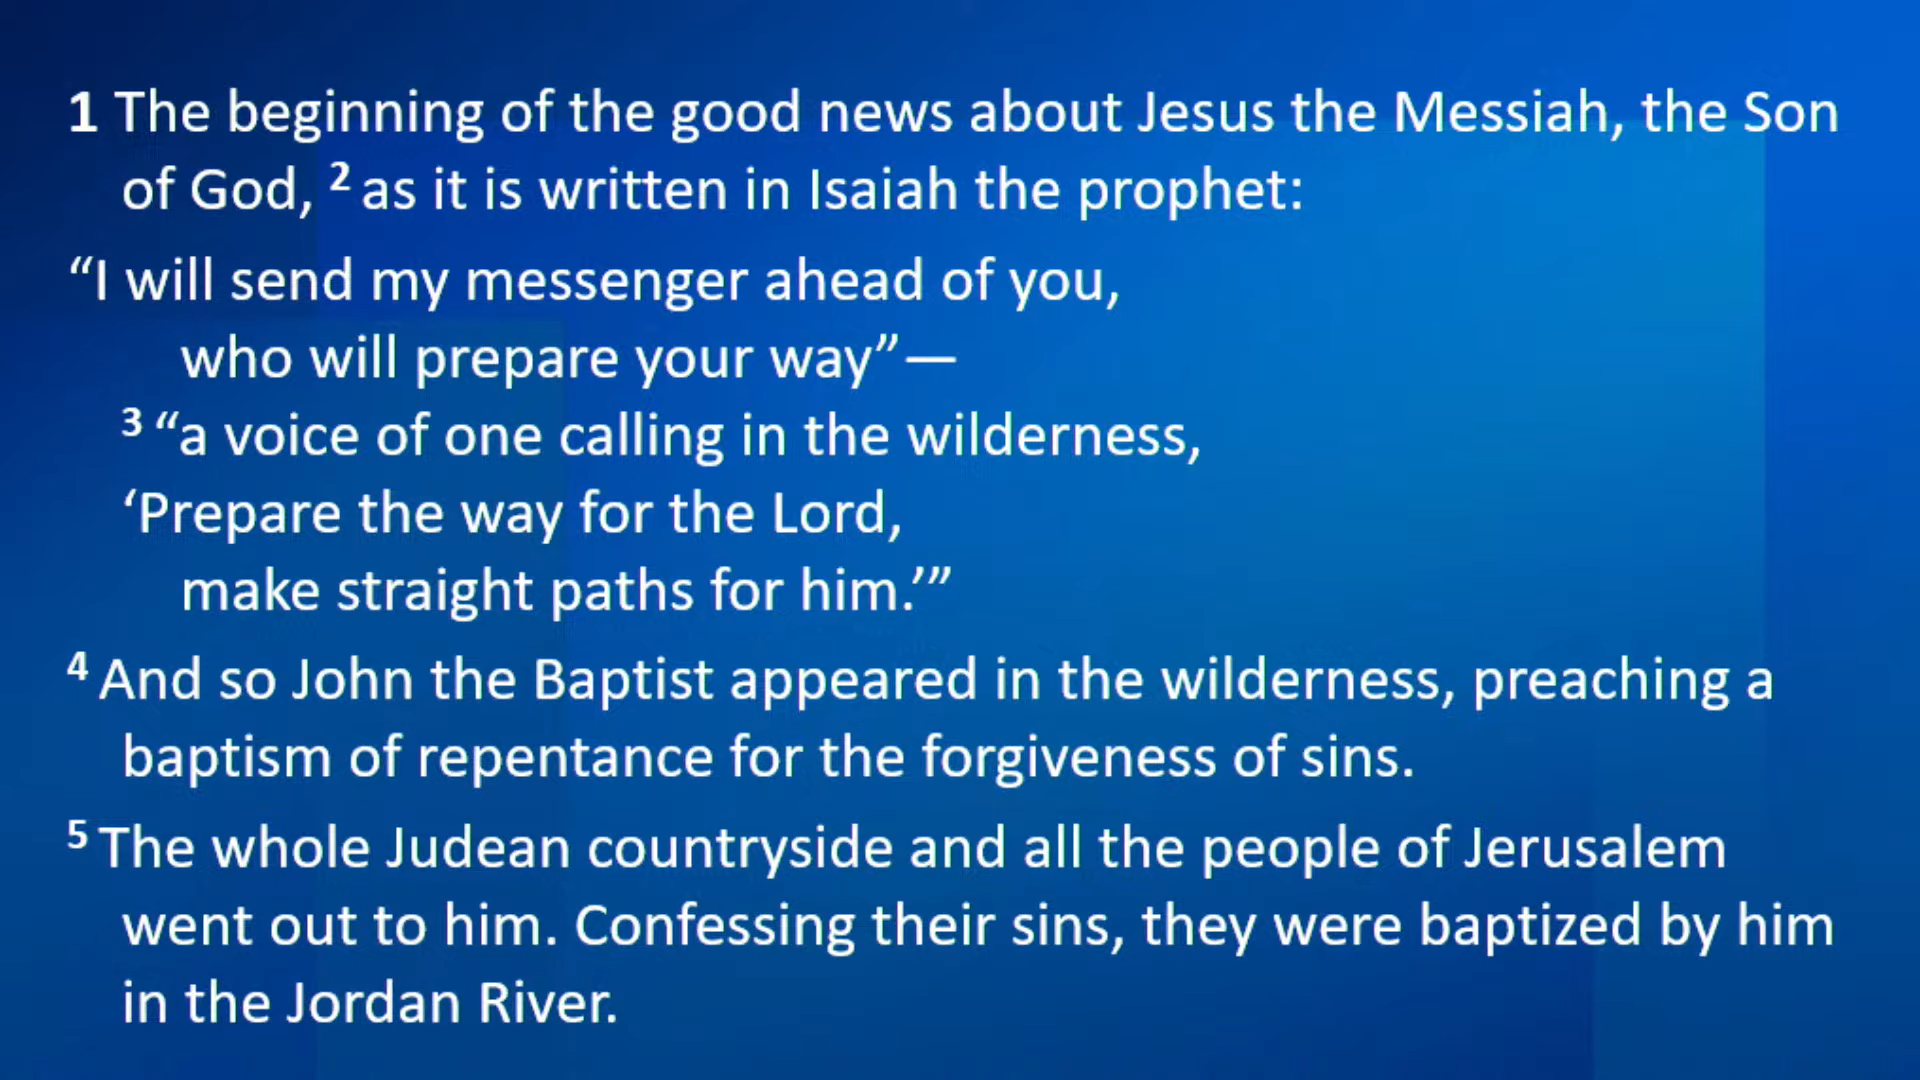 1 The beginning of the good news about Jesus the Messiah, the Son
of God, 2 as it is written in Isaiah the prophet:
“I will send my messenger ahead of you,
who will prepare your way”—
3 “a voice of one calling in the wilderness,
‘Prepare the way for the Lord,
make straight paths for him.’”
4 And so John the Baptist appeared in the wilderness, preaching a
baptism of repentance for the forgiveness of sins.
5 The whole Judean countryside and all the people of Jerusalem
went out to him. Confessing their sins, they were baptized by him
in the Jordan River.